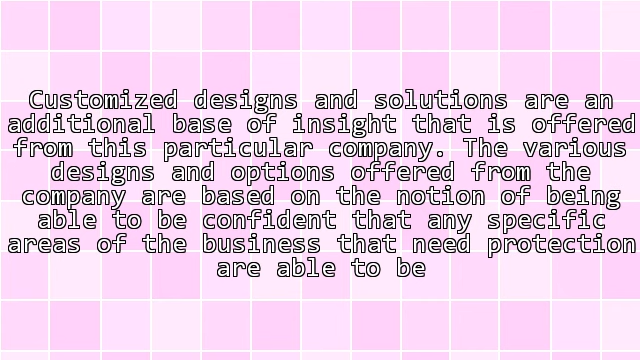 Customized designs and solutions are an
additional base of insight that is offered
from this particular company. The various
designs and options offered from the
company are based on the notion of being
able to be confident that any specific
areas of the business that need protection
are able to be